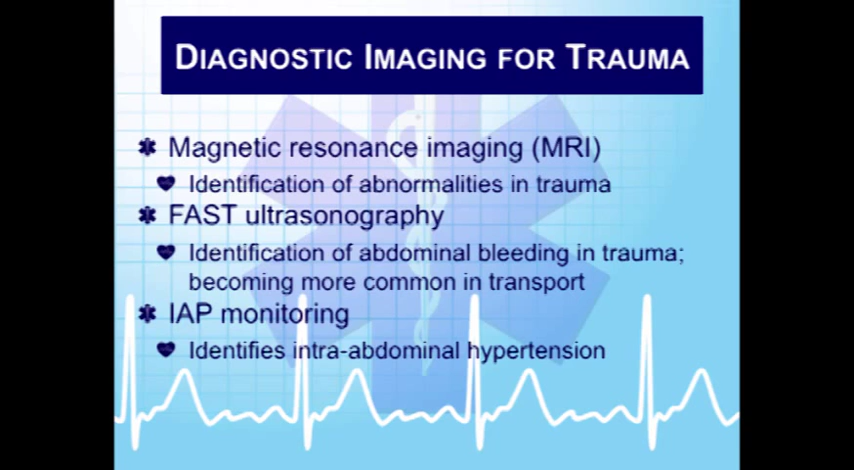 DIAGNOSTIC IMAGING FOR TRAUMA
Magnetic resonance imaging (MRI)
Identification of abnormalities in trauma
FAST ultrasonography
Identification of abdominal bleeding in trauma;
becoming more common in transport
IAP monitoring
Identifies intra-abdominal hypertension